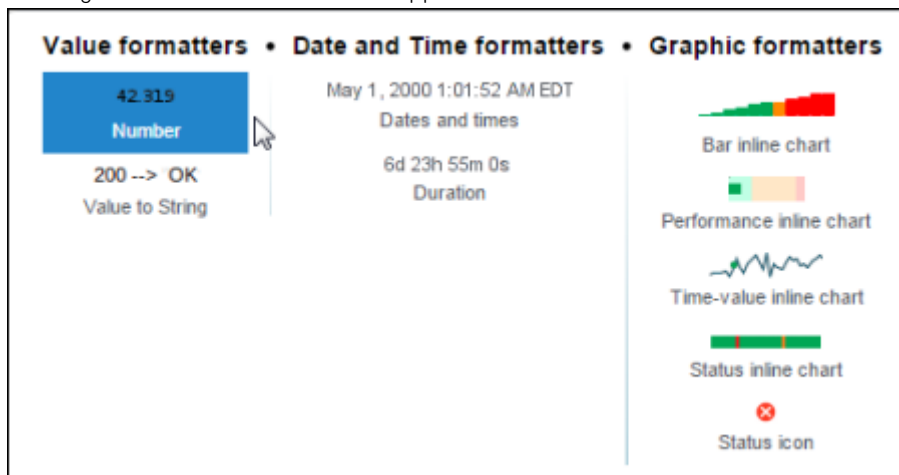 Value formatters • Date and Time formatters • Graphic formatters
42.319
Number
200 --> OK
Value to String
May 1, 2000 1:01:52 AM EDT
Dates and times
6d 23h 55m 0s
Duration
Bar inline chart
Performance inline chart
Time-value inline chart
Status inline chart
Status icon